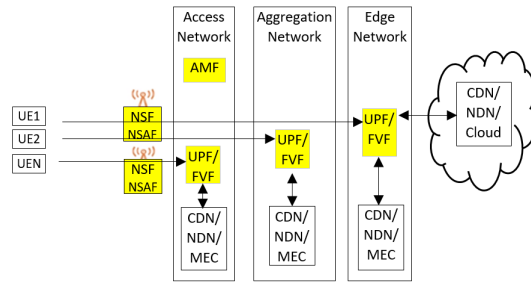 Access
Network
Aggregation
Network
Edge
Network
AMF
CDN/
NDN/
Cloud
UE1
UE2
UEN
NSF
NSAF
NSF
NSAF
UPF/
FVF
UPF/
FVF
UPF/
FVF
CDN/
NDN/
MEC
CDN/
NDN/
MEC
CDN/
NDN/
MEC